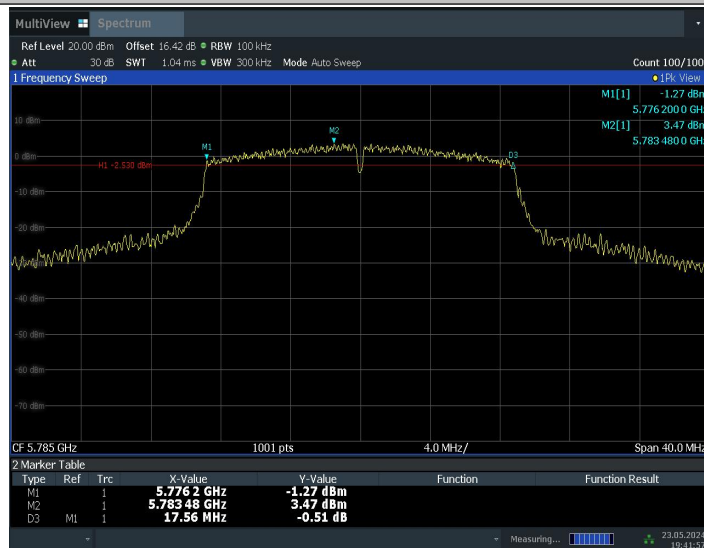 MultiView Spectrum
Ref Level 20.00 dBm Offset 16.42 dB RBW 100 kHz
Att 30 dB SWT 1.04 ms VBW 300 kHz Mode Auto Sweep Count 100/100
1 Frequency Sweep 1Pk View
M1[1] -1.27 dBm
5.776 200 0 GHz
M2[1] 3.47 dBm
5.783 480 0 GHz
10 dBm
M2
M1
D3
0 dBm
H1 -2.530 dBm
-10 dBm
-20 dBm
-40 dBm
-50 dBm
-60 dBm
-70 dBm
CF 5.785 GHz 1001 pts 4.0 MHz/ Span 40.0 MHz
2 Marker Table
Type Ref Trc X-Value Y-Value Function Function Result
M1 1 5.776 2 GHz -1.27 dBm
M2 1 5.783 48 GHz 3.47 dBm
D3 M1 1 17.56 MHz -0.51 dB
Measuring... 23.05.2024
19:41:57